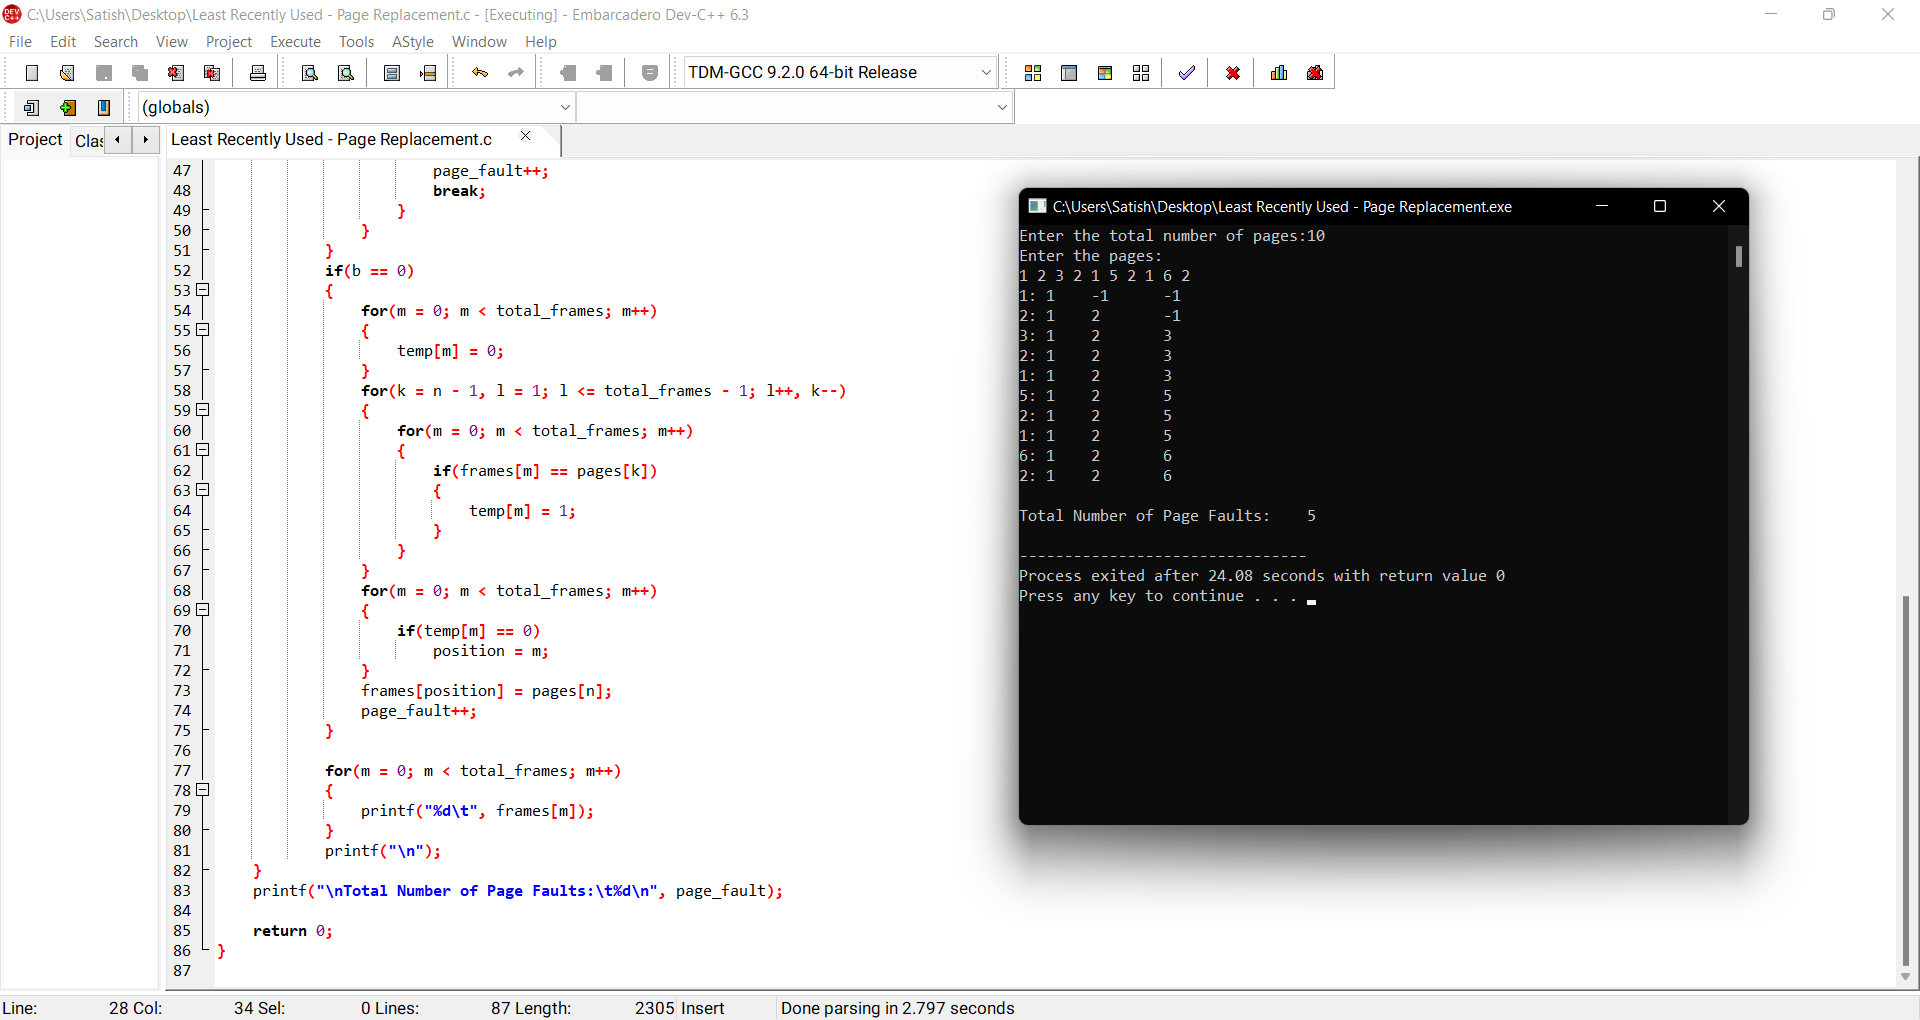 C:\Users\Satish\Desktop\Least Recently Used - Page Replacement.c - [Executing] - Embarcadero Dev-C++ 6.3
File Edit Search View Project Execute Tools AStyle Window Help
TDM-GCC 9.2.0 64-bit Release
(globals)
Project Clas Least Recently Used - Page Replacement.c
47 page_fault++;
48 break;
49 }
50 }
51 }
52 if(b == 0)
53 {
54 for(m = 0; m < total_frames; m++)
55 {
56 temp[m] = 0;
57 }
58 for(k = n - 1, l = 1; l <= total_frames - 1; l++, k--)
59 {
60 for(m = 0; m < total_frames; m++)
61 {
62 if(frames[m] == pages[k])
63 {
64 temp[m] = 1;
65 }
66 }
67 }
68 for(m = 0; m < total_frames; m++)
69 {
70 if(temp[m] == 0)
71 position = m;
72 }
73 frames[position] = pages[n];
74 page_fault++;
75 }
76
77 for(m = 0; m < total_frames; m++)
78 {
79 printf("%d\t", frames[m]);
80 }
81 printf("\n");
82 }
83 printf("\nTotal Number of Page Faults:\t%d\n", page_fault);
84
85 return 0;
86 }
87
C:\Users\Satish\Desktop\Least Recently Used - Page Replacement.exe
Enter the total number of pages:10
Enter the pages:
1 2 3 2 1 5 2 1 6 2
1: 1 -1 -1
2: 1 2 -1
3: 1 2 3
2: 1 2 3
1: 1 2 3
5: 1 2 5
2: 1 2 5
1: 1 2 5
6: 1 2 6
2: 1 2 6
Total Number of Page Faults: 5
--------------------------------
Process exited after 24.08 seconds with return value 0
Press any key to continue . . .
Line: 28 Col: 34 Sel: 0 Lines: 87 Length: 2305 Insert Done parsing in 2.797 seconds